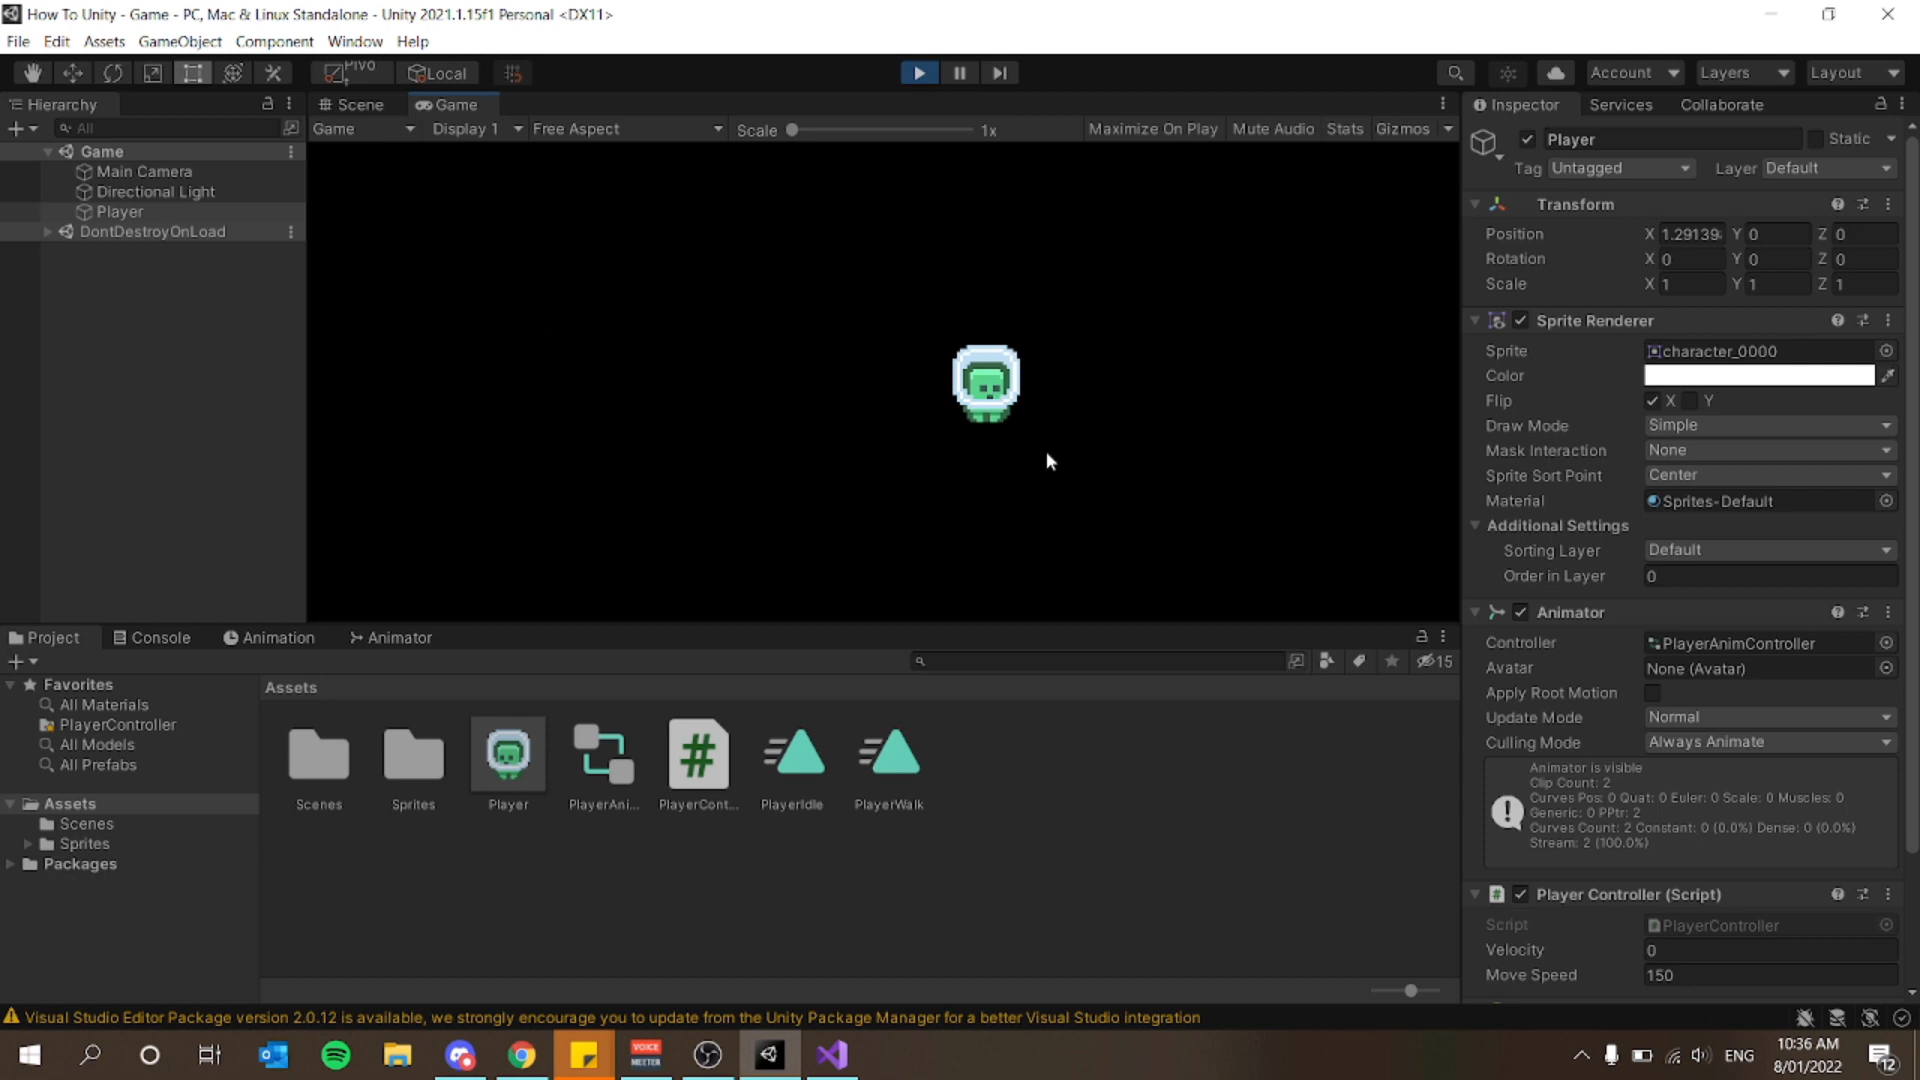 How To Unity - Game - PC, Mac & Linux Standalone - Unity 2021.1.15f1 Personal <DX11>
File Edit Assets GameObject Component Window Help
Pivot Local Account Layers Layout
Hierarchy Scene Game Inspector Services Collaborate
All Game Display 1 Free Aspect Scale 1x Maximize On Play Mute Audio Stats Gizmos
Player Static
Game
Main Camera
Directional Light
Player
DontDestroyOnLoad
Tag Untagged Layer Default
Transform
Position X 1.29139 Y 0 Z 0
Rotation X 0 Y 0 Z 0
Scale X 1 Y 1 Z 1
Sprite Renderer
Sprite character_0000
Color
Flip X Y
Draw Mode Simple
Mask Interaction None
Sprite Sort Point Center
Material Sprites-Default
Additional Settings
Sorting Layer Default
Order in Layer 0
Animator
Controller PlayerAnimController
Avatar None (Avatar)
Apply Root Motion
Update Mode Normal
Culling Mode Always Animate
Animator is visible
Clip Count: 2
Curves Pos: 0 Quat: 0 Euler: 0 Scale: 0 Muscles: 0
Generic: 0 PPtr: 2
Curves Count: 2 Constant: 0 (0.0%) Dense: 0 (0.0%)
Stream: 2 (100.0%)
Player Controller (Script)
Script PlayerController
Velocity 0
Move Speed 150
Project Console Animation Animator
15
Favorites
All Materials
PlayerController
All Models
All Prefabs
Assets
Scenes
Sprites
Packages
Assets
Scenes Sprites Player PlayerAni... PlayerCont... PlayerIdle PlayerWalk
Visual Studio Editor Package version 2.0.12 is available, we strongly encourage you to update from the Unity Package Manager for a better Visual Studio integration
VOICE
MEETER
ENG
10:36 AM
8/01/2022
12